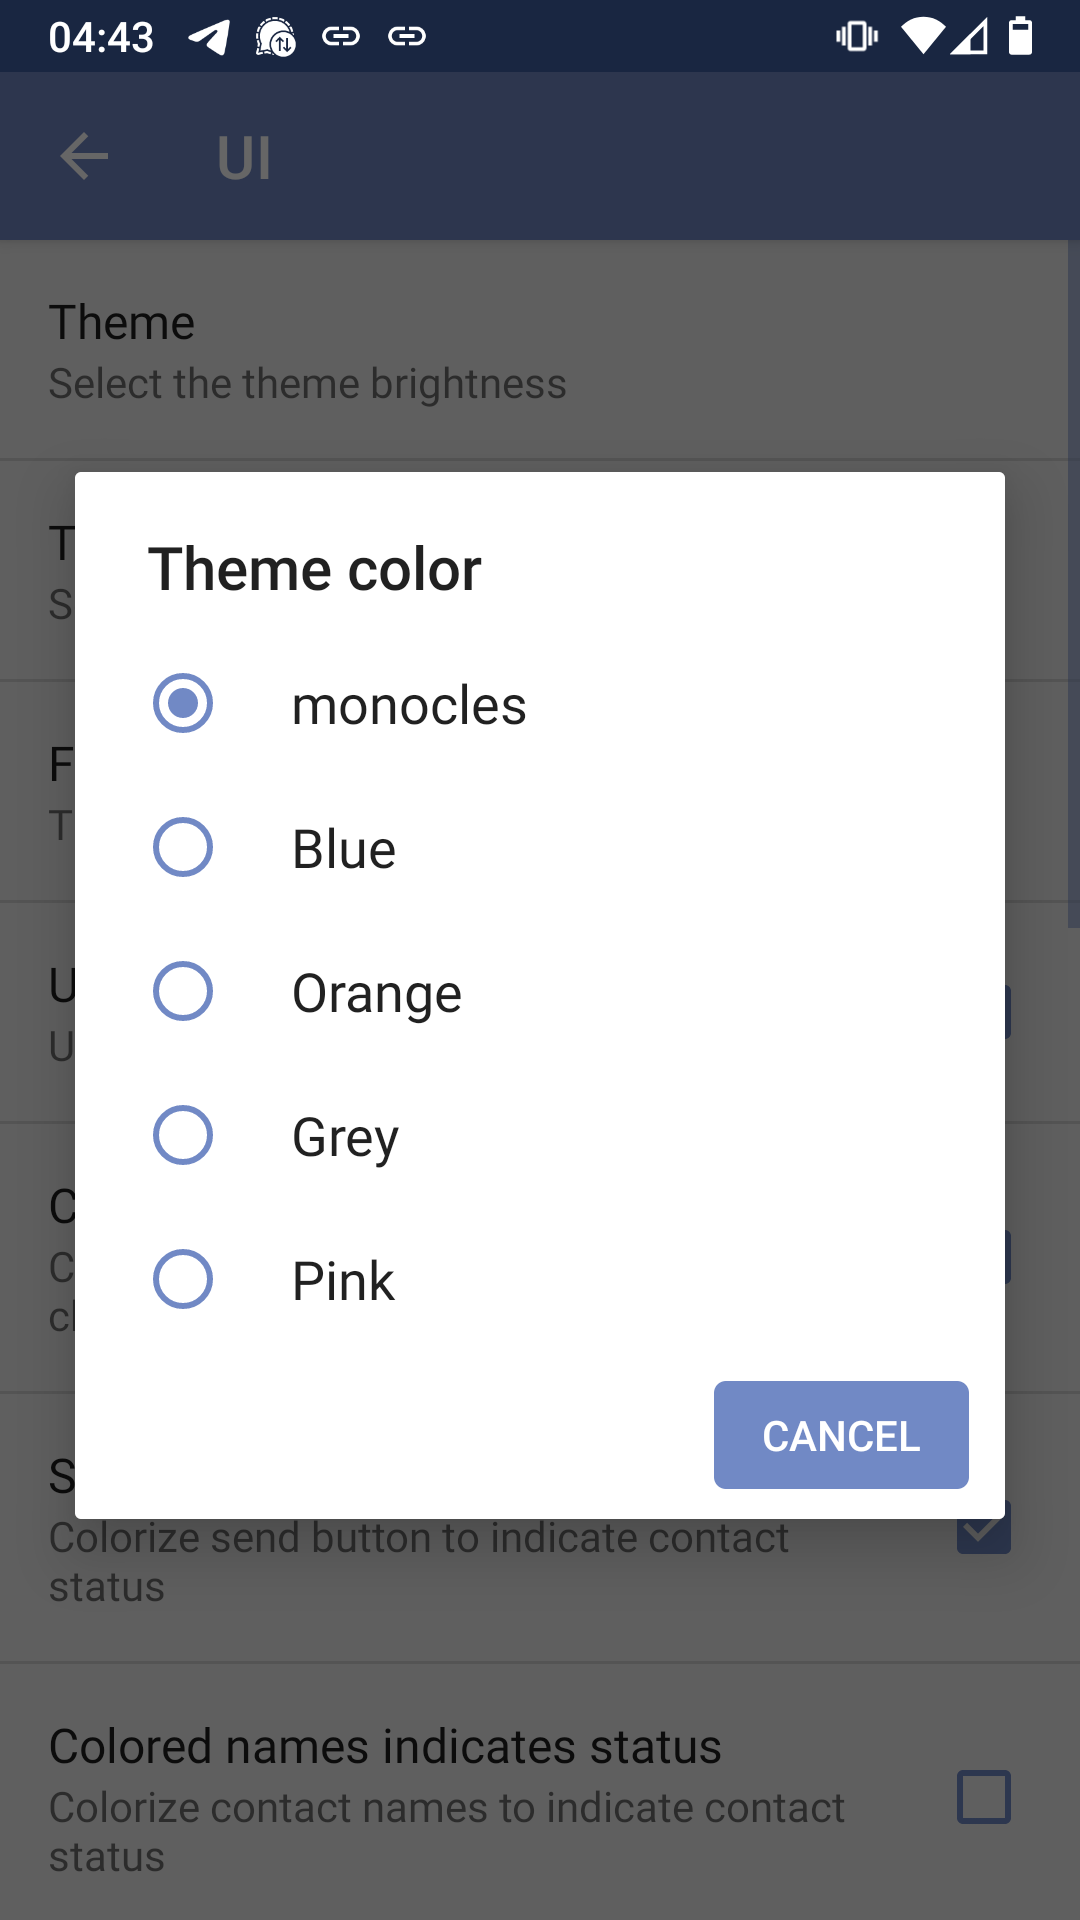 04:43
UI
Theme
Select the theme brightness
T
S
Theme color
monocles
F
T
Blue
U
U
Orange
Grey
C
C
cl
Pink
CANCEL
S
Colorize send button to indicate contact
status
Colored names indicates status
Colorize contact names to indicate contact
status